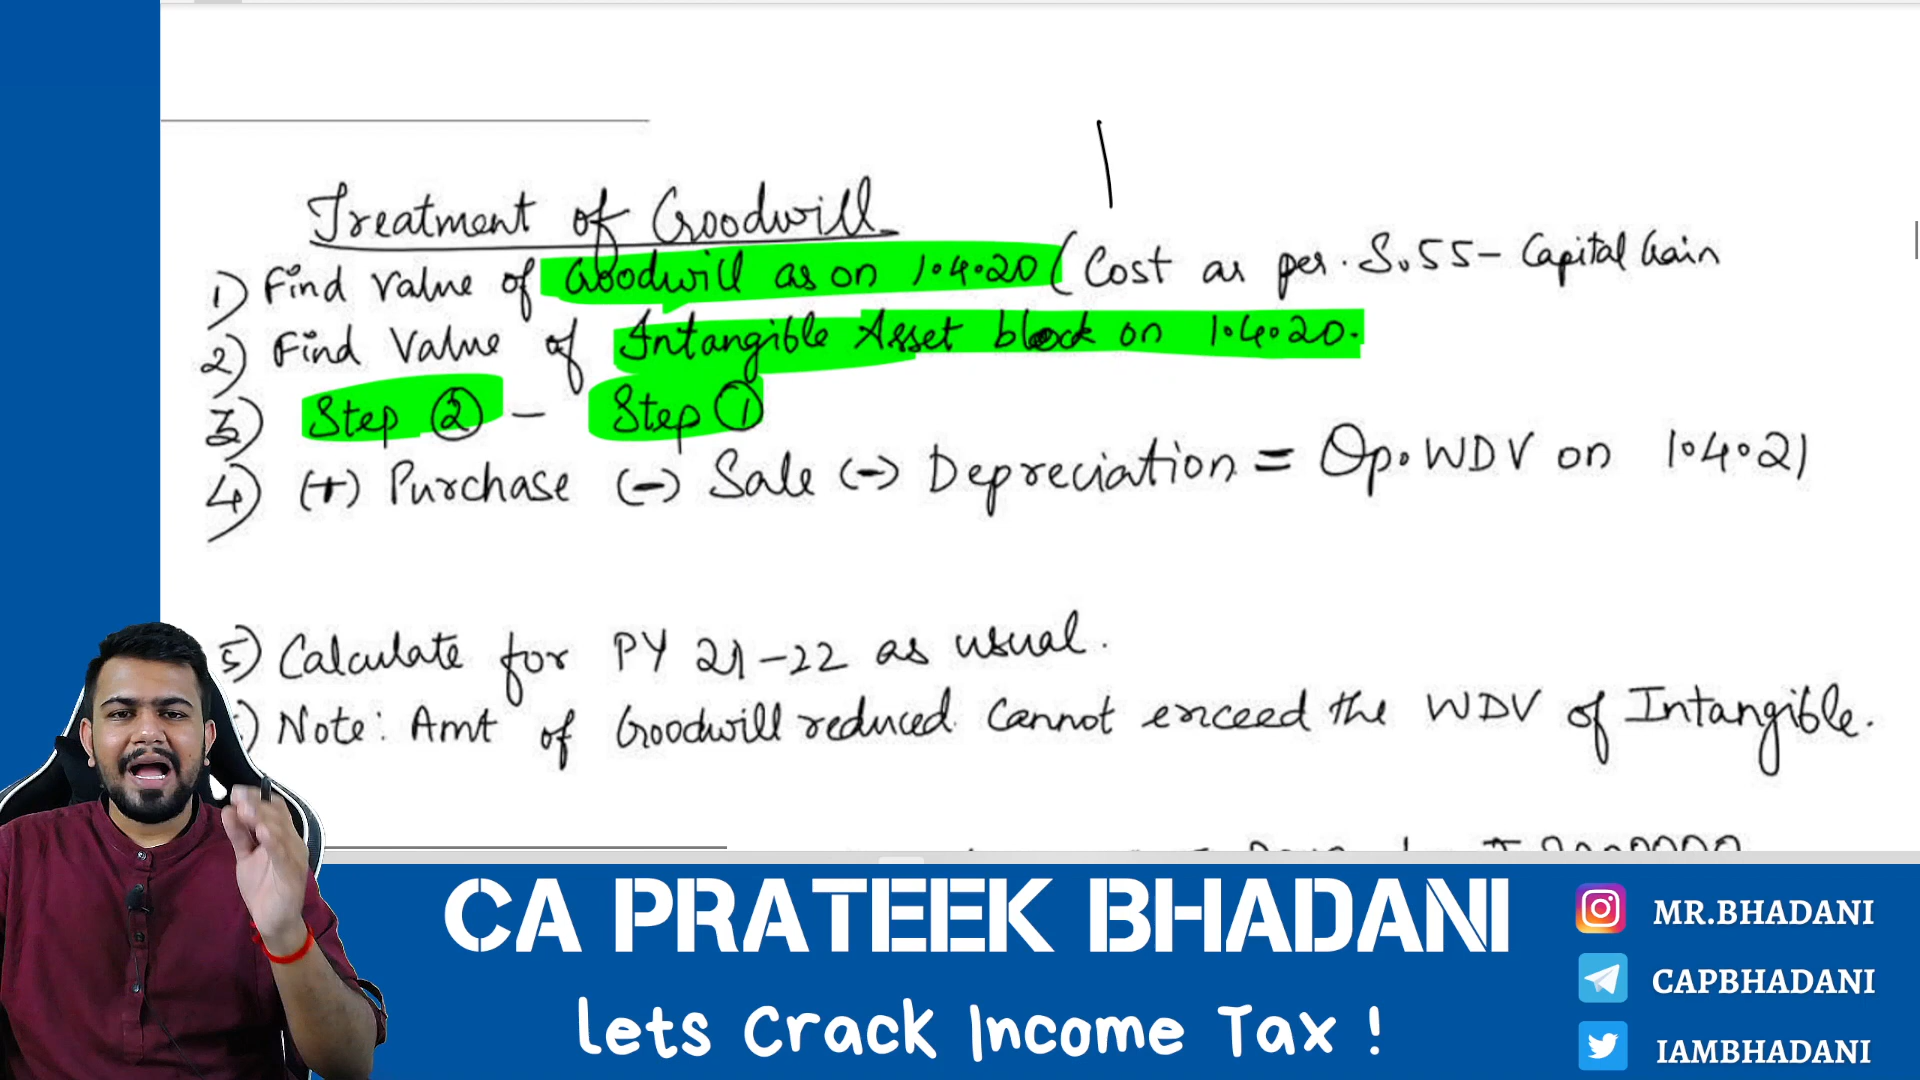 Treatment of Goodwill
1) Find Value of Goodwill as on 1.4.20 (Cost as per. S.55 - Capital Gain
2) Find Value of Intangible Asset block on 1.4.20.
3) Step ② - Step ①
4) (+) Purchase (-) Sale (-) Depreciation = Op. WDV on 1.4.21
5) Calculate for PY 21-22 as usual.
) Note: Amt of Goodwill reduced cannot exceed the WDV of Intangible.
CA PRATEEK BHADANI
Lets Crack Income Tax !
MR.BHADANI
CAPBHADANI
IAMBHADANI